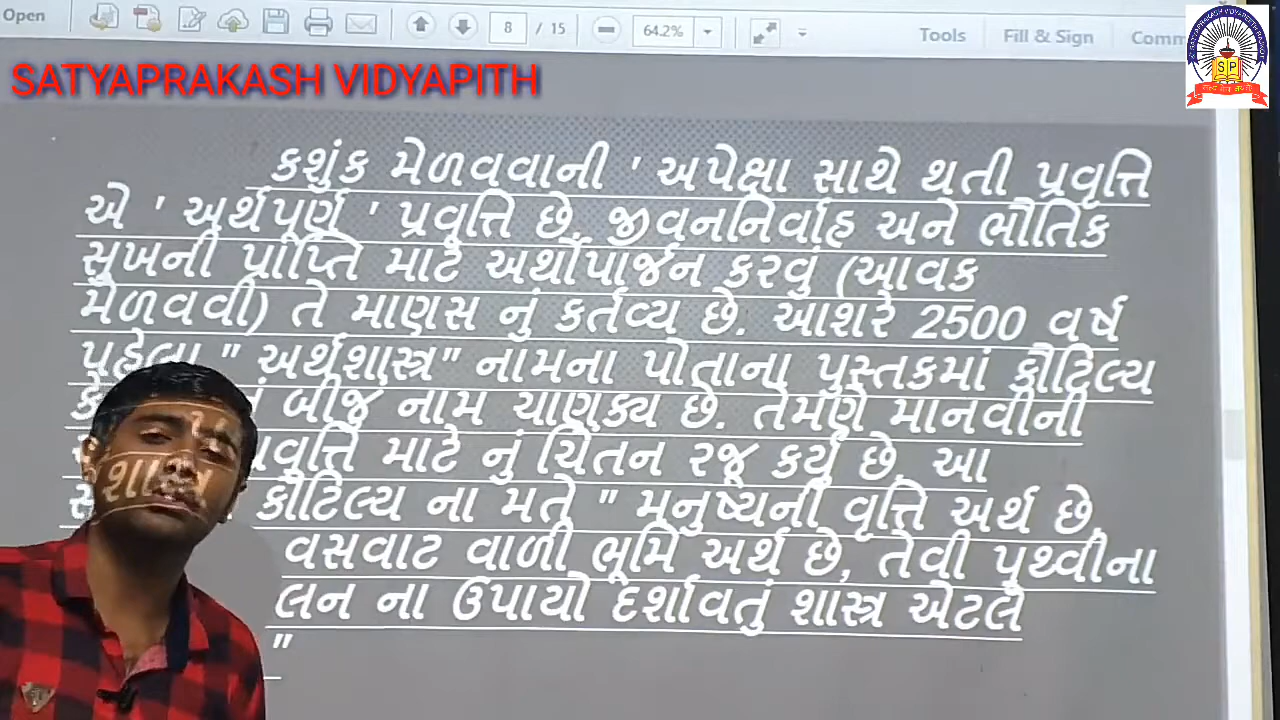 Open
8 / 15
64.2%
Tools
Fill & Sign
Comm
SATYAPRAKASH VIDYAPITH
SP
કશુંક મેળવવાની ' અપેક્ષા સાથે થતી પ્રવૃત્તિ
એ ' અર્થપૂર્ણ ' પ્રવૃત્તિ છે. જીવનનિર્વાહ અને ભૌતિક
સુખની પ્રાપ્તિ માટે અર્થોપાર્જન કરવું (આવક
મેળવવી) તે માણસ નું કર્તવ્ય છે. આશરે 2500 વર્ષ
પહેલા " અર્થશાસ્ત્ર" નામના પોતાના પુસ્તકમાં કૌટિલ્ય
બીજું નામ ચાણક્ય છે. તેમણે માનવીની
માટે નું ચિંતન રજૂ કર્યું છે. આ
કૌટિલ્ય ના મતે " મનુષ્યની વૃત્તિ અર્થ છે,
વસવાટ વાળી ભૂમિ અર્થ છે, તેવી પૃથ્વીના
લન ના ઉપાયો દર્શાવતું શાસ્ત્ર એટલે
"